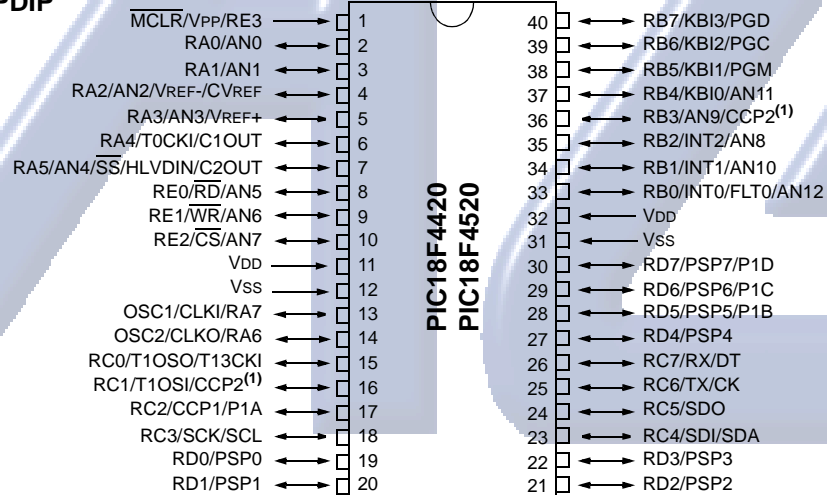 PDIP
MCLR/VPP/RE3 1
RA0/AN0 2
RA1/AN1 3
RA2/AN2/VREF-/CVREF 4
RA3/AN3/VREF+ 5
RA4/T0CKI/C1OUT 6
RA5/AN4/SS/HLVDIN/C2OUT 7
RE0/RD/AN5 8
RE1/WR/AN6 9
RE2/CS/AN7 10
VDD 11
VSS 12
OSC1/CLKI/RA7 13
OSC2/CLKO/RA6 14
RC0/T1OSO/T13CKI 15
RC1/T1OSI/CCP2(1) 16
RC2/CCP1/P1A 17
RC3/SCK/SCL 18
RD0/PSP0 19
RD1/PSP1 20
PIC18F4420
PIC18F4520
40 RB7/KBI3/PGD
39 RB6/KBI2/PGC
38 RB5/KBI1/PGM
37 RB4/KBI0/AN11
36 RB3/AN9/CCP2(1)
35 RB2/INT2/AN8
34 RB1/INT1/AN10
33 RB0/INT0/FLT0/AN12
32 VDD
31 VSS
30 RD7/PSP7/P1D
29 RD6/PSP6/P1C
28 RD5/PSP5/P1B
27 RD4/PSP4
26 RC7/RX/DT
25 RC6/TX/CK
24 RC5/SDO
23 RC4/SDI/SDA
22 RD3/PSP3
21 RD2/PSP2